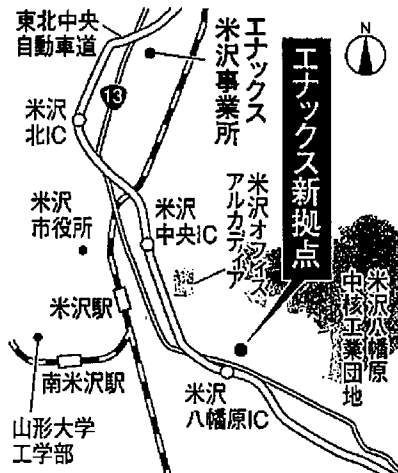 東北中央
自動車道
エナックス
米沢事業所
エナックス新拠点
N
13
米沢
北IC
米沢
市役所
米沢
中央IC
米沢オフィス
アルカディア
米沢八幡原
中核工業団地
米沢駅
南米沢駅
米沢
八幡原IC
山形大学
工学部